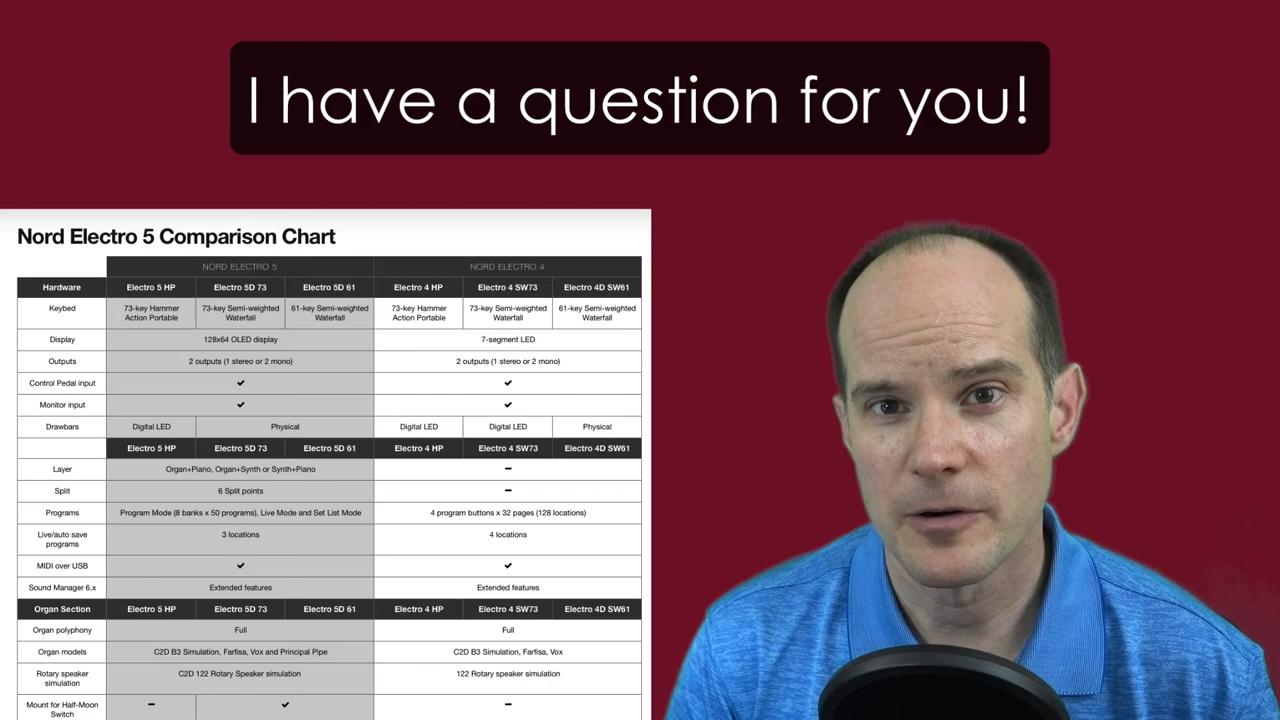 I have a question for you!
Nord Electro 5 Comparison Chart
NORD ELECTRO 5 NORD ELECTRO 4
Hardware Electro 5 HP Electro 5D 73 Electro 5D 61 Electro 4 HP Electro 4 SW73 Electro 4D SW61
Keybed 73-key Hammer Action Portable 73-key Semi-weighted Waterfall 61-key Semi-weighted Waterfall 73-key Hammer Action Portable 73-key Semi-weighted Waterfall 61-key Semi-weighted Waterfall
Display 128x64 OLED display 7-segment LED
Outputs 2 outputs (1 stereo or 2 mono) 2 outputs (1 stereo or 2 mono)
Control Pedal input ✔ ✔
Monitor input ✔ ✔
Drawbars Digital LED Physical Digital LED Digital LED Physical
Electro 5 HP Electro 5D 73 Electro 5D 61 Electro 4 HP Electro 4 SW73 Electro 4D SW61
Layer Organ+Piano, Organ+Synth or Synth+Piano –
Split 6 Split points –
Programs Program Mode (8 banks x 50 programs), Live Mode and Set List Mode 4 program buttons x 32 pages (128 locations)
Live/auto save programs 3 locations 4 locations
MIDI over USB ✔ ✔
Sound Manager 6.x Extended features Extended features
Organ Section Electro 5 HP Electro 5D 73 Electro 5D 61 Electro 4 HP Electro 4 SW73 Electro 4D SW61
Organ polyphony Full Full
Organ models C2D B3 Simulation, Farfisa, Vox and Principal Pipe C2D B3 Simulation, Farfisa, Vox
Rotary speaker simulation C2D 122 Rotary Speaker simulation 122 Rotary speaker simulation
Mount for Half-Moon Switch – ✔ –